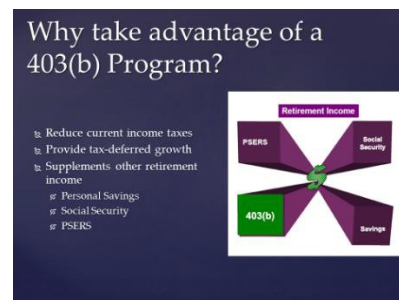 Why take advantage of a
403(b) Program?
Reduce current income taxes
Provide tax-deferred growth
Supplements other retirement
income
Personal Savings
Social Security
PSERS
Retirement Income
PSERS
Social
Security
$
403(b)
Savings